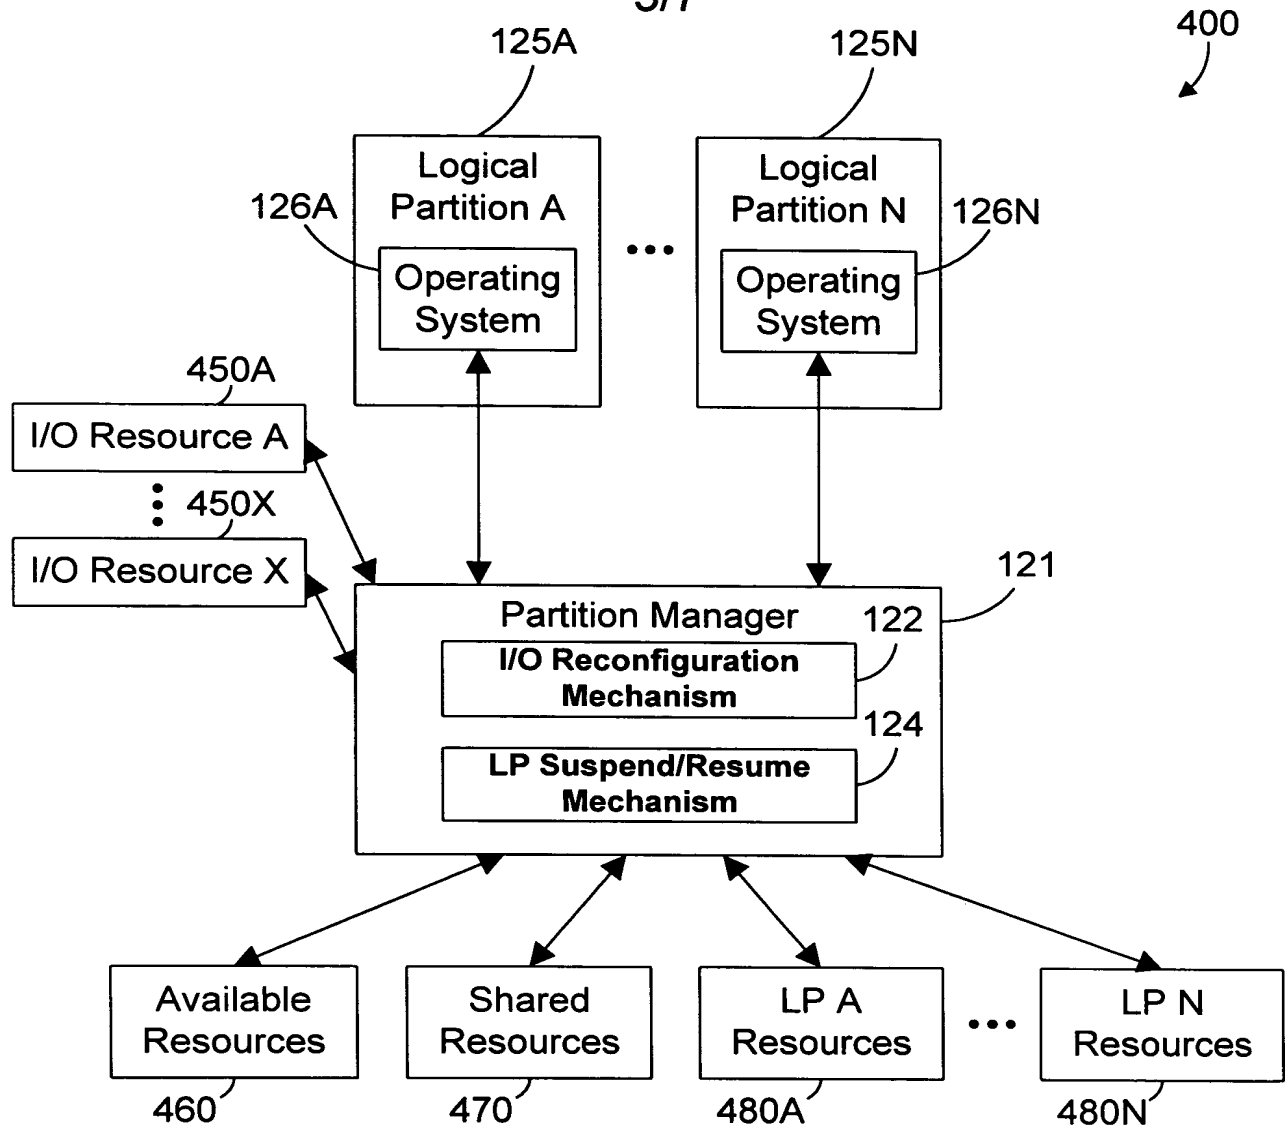 400
125A
125N
Logical
Partition A
Logical
Partition N
126A
126N
Operating
System
Operating
System
450A
I/O Resource A
450X
I/O Resource X
121
Partition Manager
122
I/O Reconfiguration
Mechanism
124
LP Suspend/Resume
Mechanism
Available
Resources
Shared
Resources
LP A
Resources
LP N
Resources
460
470
480A
480N